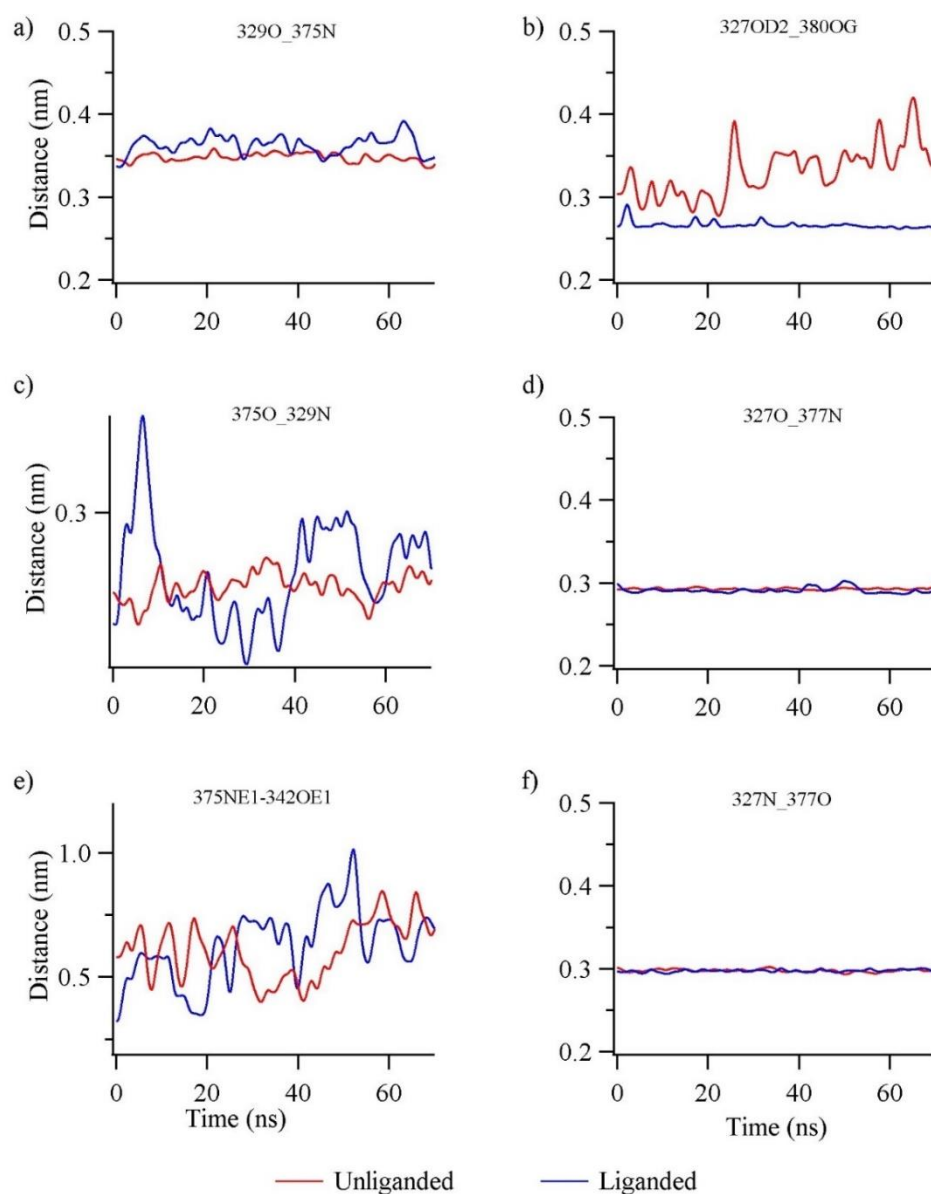 a)
329O_375N
0.5
0.4
0.3
0.2
Distance (nm)
0
20
40
60
b)
327OD2_380OG
0.5
0.4
0.3
0.2
0
20
40
60
c)
375O_329N
0.3
Distance (nm)
0
20
40
60
d)
327O_377N
0.5
0.4
0.3
0.2
0
20
40
60
e)
375NE1-342OE1
1.0
0.5
Distance (nm)
0
20
40
60
Time (ns)
f)
327N_377O
0.5
0.4
0.3
0.2
0
20
40
60
Time (ns)
Unliganded
Liganded